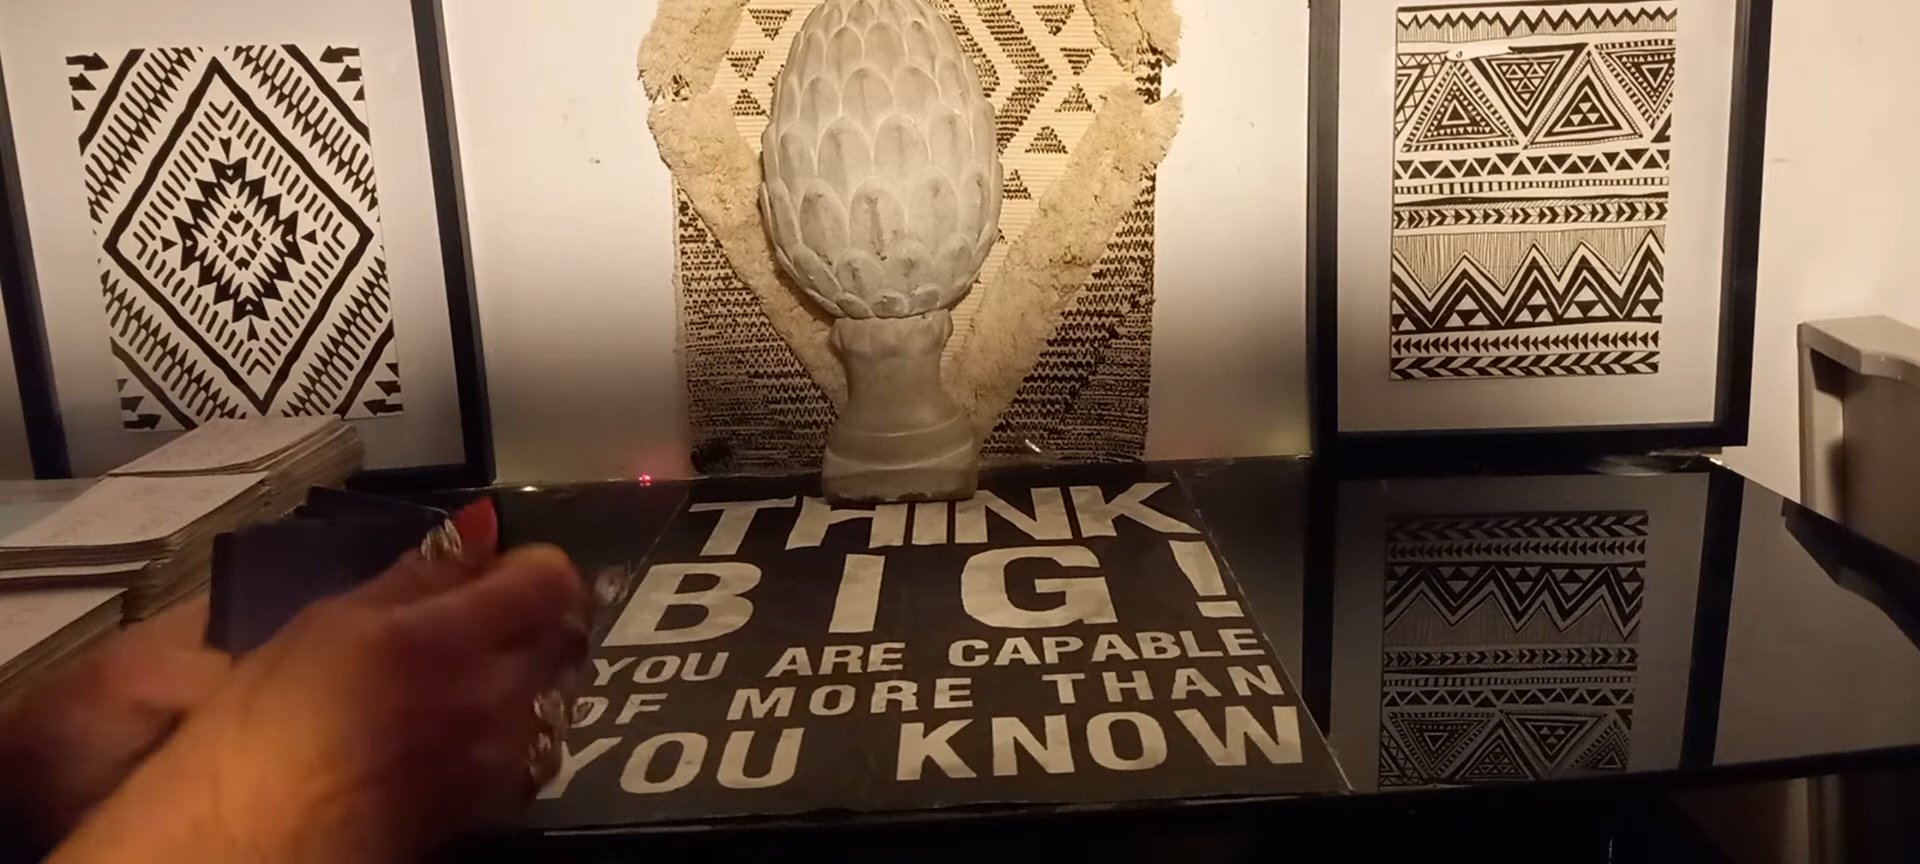 THINK
BIG!
YOU ARE CAPABLE
OF MORE THAN
YOU KNOW